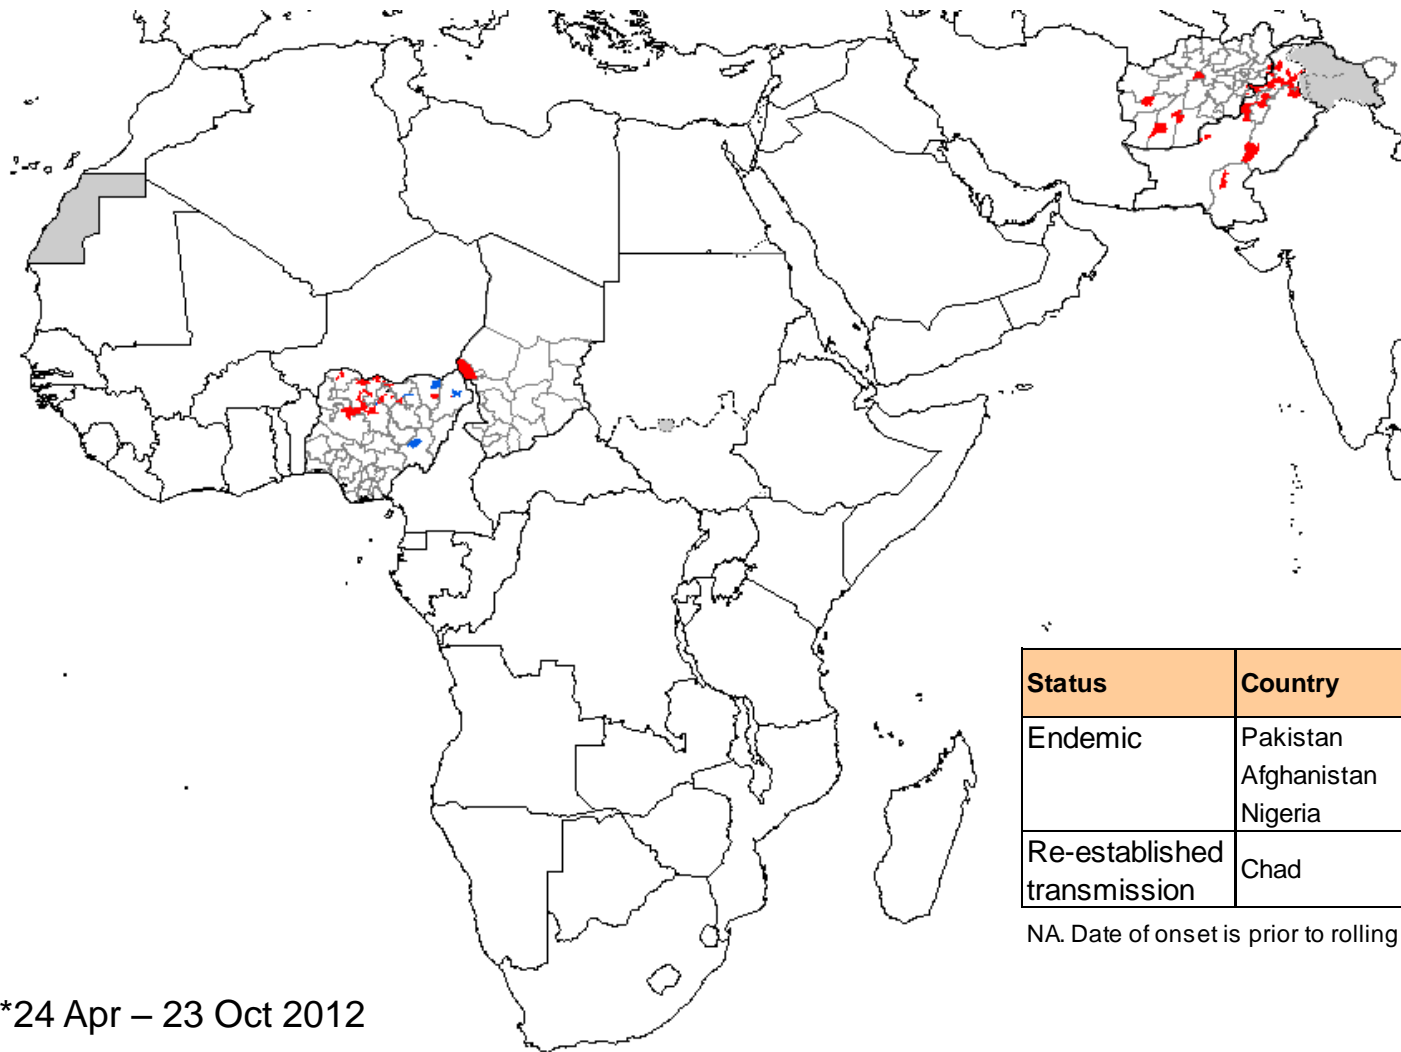 Status Country
Endemic Pakistan
Afghanistan
Nigeria
Re-established
transmission Chad
NA. Date of onset is prior to rolling
*24 Apr – 23 Oct 2012